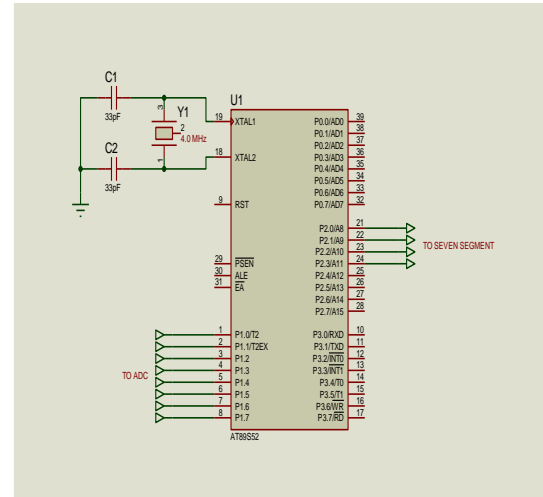 C1
33pF
3
Y1
2
4.0 MHz
1
C2
33pF
U1
19 XTAL1 P0.0/AD0 39
P0.1/AD1 38
P0.2/AD2 37
18 XTAL2 P0.3/AD3 36
P0.4/AD4 35
P0.5/AD5 34
P0.6/AD6 33
9 RST P0.7/AD7 32
P2.0/A8 21
P2.1/A9 22
P2.2/A10 23
P2.3/A11 24
29 PSEN P2.4/A12 25
30 ALE P2.5/A13 26
31 EA P2.6/A14 27
P2.7/A15 28
TO SEVEN SEGMENT
1 P1.0/T2 P3.0/RXD 10
2 P1.1/T2EX P3.1/TXD 11
3 P1.2 P3.2/INT0 12
4 P1.3 P3.3/INT1 13
5 P1.4 P3.4/T0 14
6 P1.5 P3.5/T1 15
7 P1.6 P3.6/WR 16
8 P1.7 P3.7/RD 17
TO ADC
AT89S52